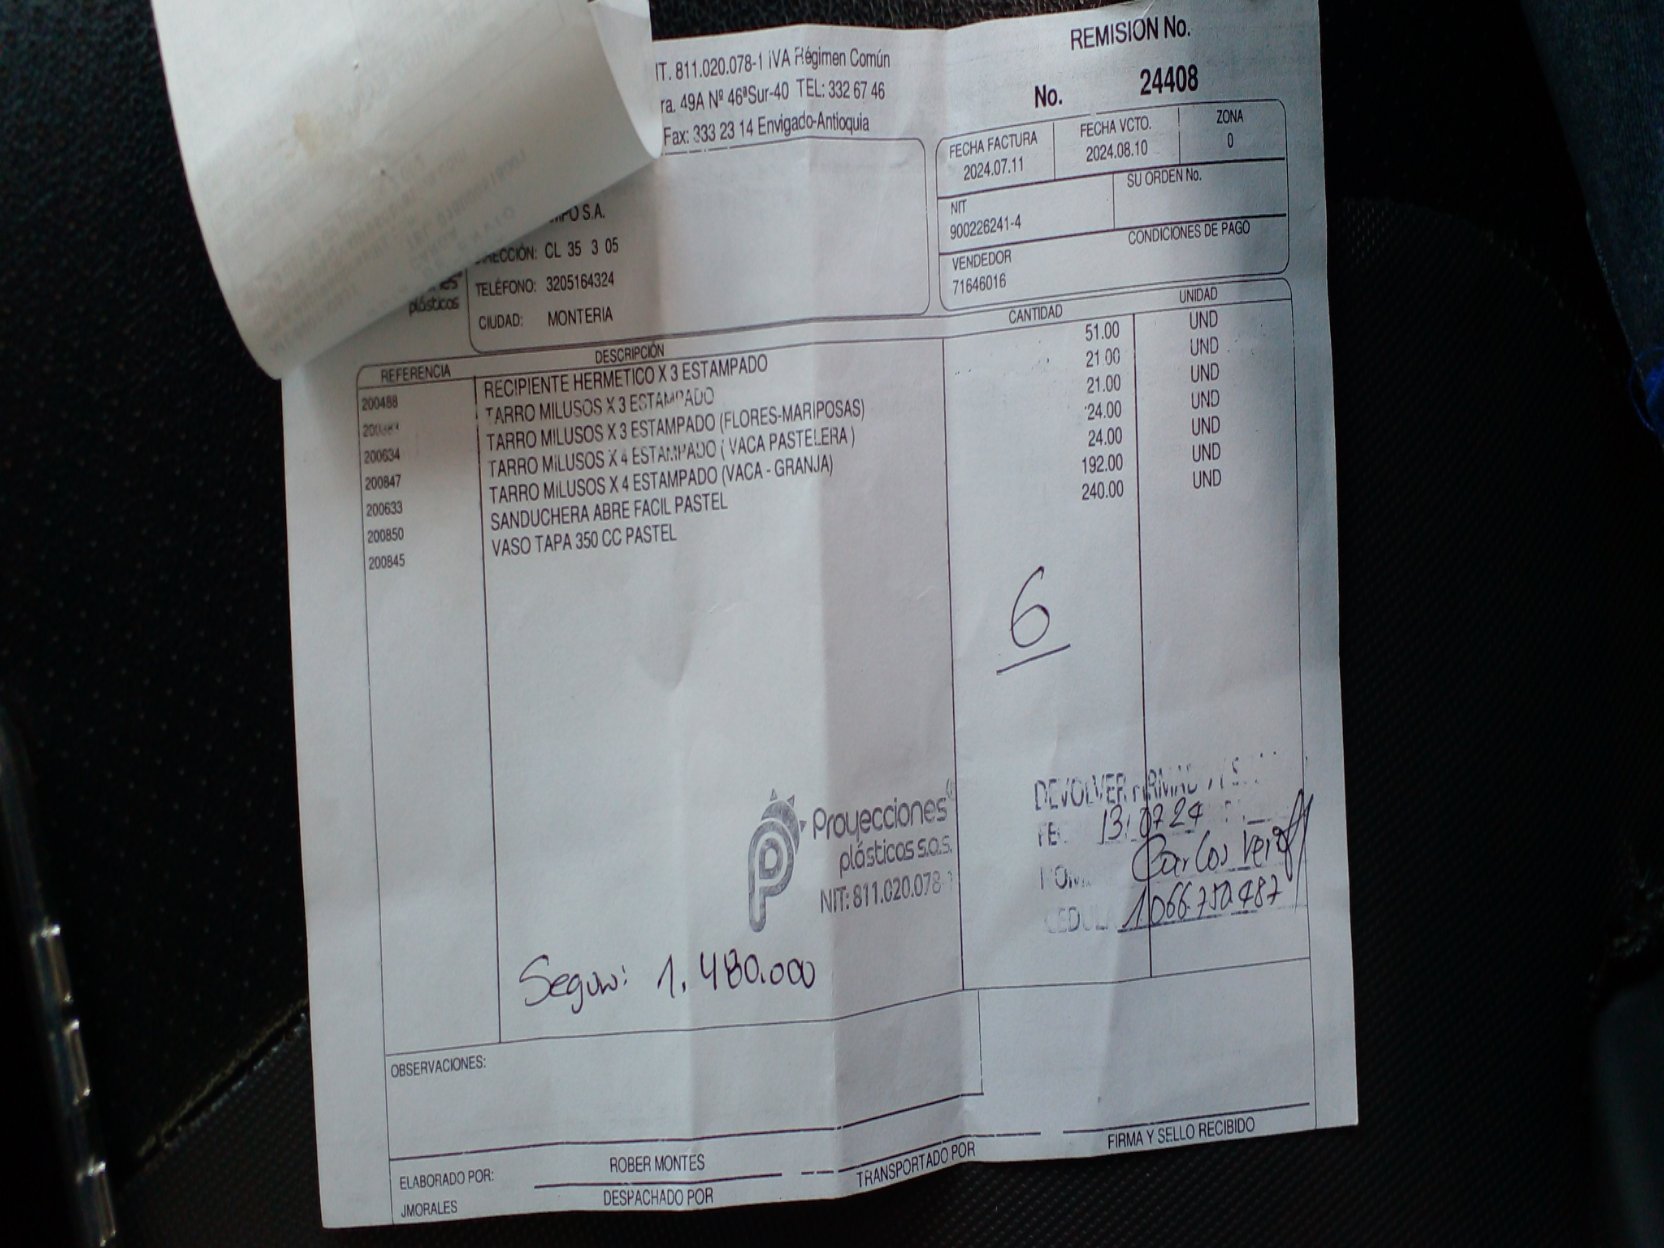 REMISION No.
No. 24408
IT. 811.020.078-1 IVA Régimen Común
ra. 49A Nº 46ªSur-40 TEL: 332 67 46
Fax: 333 23 14 Envigado-Antioquia
FECHA FACTURA FECHA VCTO. ZONA
2024.07.11 2024.08.10 0
NIT SU ORDEN No.
900226241-4
VENDEDOR CONDICIONES DE PAGO
71646016
S.A.
CL 35 3 05
TELÉFONO: 3205164324
CIUDAD: MONTERIA
plásticos
REFERENCIA DESCRIPCIÓN CANTIDAD UNIDAD
200488 RECIPIENTE HERMETICO X 3 ESTAMPADO 51.00 UND
TARRO MILUSOS X 3 ESTAMPADO 21.00 UND
200634 TARRO MILUSOS X 3 ESTAMPADO (FLORES-MARIPOSAS) 21.00 UND
200847 TARRO MILUSOS X 4 ESTAMPADO ( VACA PASTELERA ) 24.00 UND
200633 TARRO MILUSOS X 4 ESTAMPADO (VACA - GRANJA) 24.00 UND
200850 SANDUCHERA ABRE FACIL PASTEL 192.00 UND
200845 VASO TAPA 350 CC PASTEL 240.00 UND
6
Proyecciones
plásticos s.a.s.
NIT: 811.020.078-1
DEVOLVER
13 07 24
Carlos
CEDULA 1066.750.487
Seguro: 1.480.000
OBSERVACIONES:
ELABORADO POR: ROBER MONTES
JMORALES DESPACHADO POR TRANSPORTADO POR FIRMA Y SELLO RECIBIDO